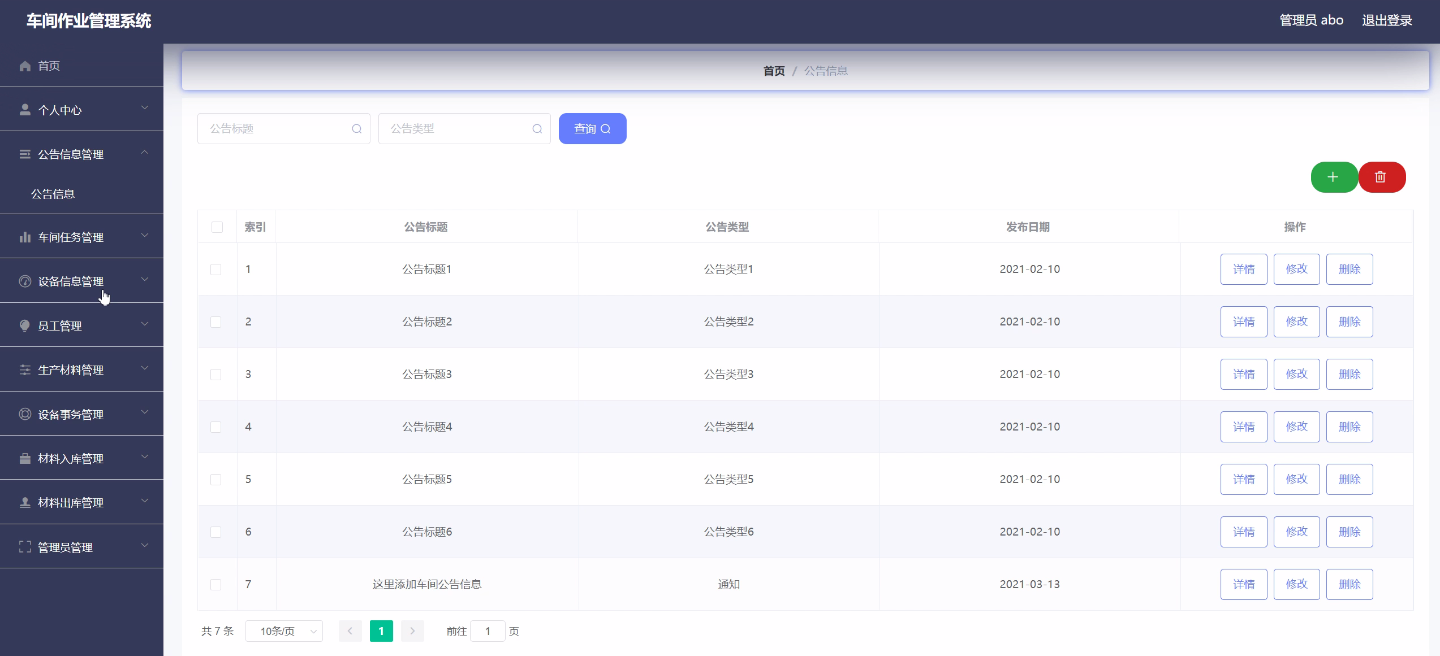 车间作业管理系统 管理员 abo 退出登录
首页
个人中心
公告信息管理
公告信息
车间任务管理
设备信息管理
员工管理
生产材料管理
设备事务管理
材料入库管理
材料出库管理
管理员管理
首页 / 公告信息
公告标题 公告类型 查询
索引 公告标题 公告类型 发布日期 操作
1 公告标题1 公告类型1 2021-02-10 详情 修改 删除
2 公告标题2 公告类型2 2021-02-10 详情 修改 删除
3 公告标题3 公告类型3 2021-02-10 详情 修改 删除
4 公告标题4 公告类型4 2021-02-10 详情 修改 删除
5 公告标题5 公告类型5 2021-02-10 详情 修改 删除
6 公告标题6 公告类型6 2021-02-10 详情 修改 删除
7 这里添加车间公告信息 通知 2021-03-13 详情 修改 删除
共 7 条 10条/页 1 前往 1 页